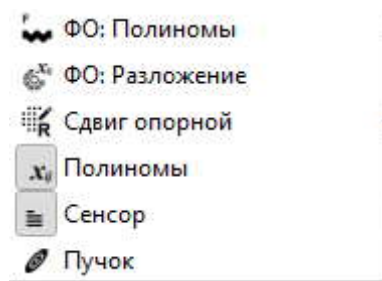 ФО: Полиномы
ФО: Разложение
Сдвиг опорной
Полиномы
Сенсор
Пучок